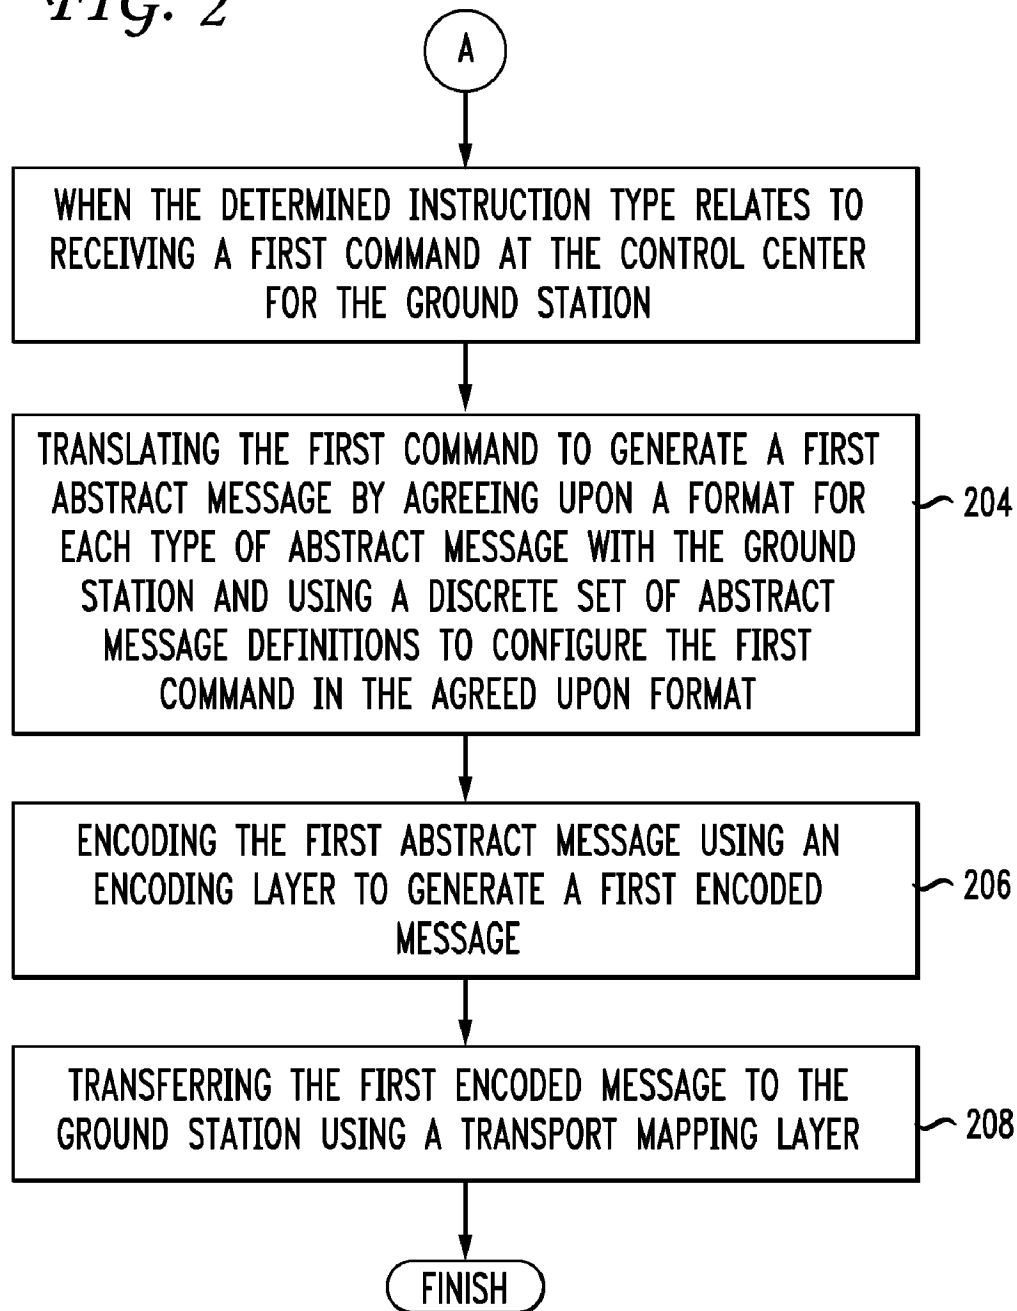 FIG. 2
A
WHEN THE DETERMINED INSTRUCTION TYPE RELATES TO
RECEIVING A FIRST COMMAND AT THE CONTROL CENTER
FOR THE GROUND STATION
TRANSLATING THE FIRST COMMAND TO GENERATE A FIRST
ABSTRACT MESSAGE BY AGREEING UPON A FORMAT FOR
EACH TYPE OF ABSTRACT MESSAGE WITH THE GROUND
STATION AND USING A DISCRETE SET OF ABSTRACT
MESSAGE DEFINITIONS TO CONFIGURE THE FIRST
COMMAND IN THE AGREED UPON FORMAT
204
ENCODING THE FIRST ABSTRACT MESSAGE USING AN
ENCODING LAYER TO GENERATE A FIRST ENCODED
MESSAGE
206
TRANSFERRING THE FIRST ENCODED MESSAGE TO THE
GROUND STATION USING A TRANSPORT MAPPING LAYER
208
FINISH